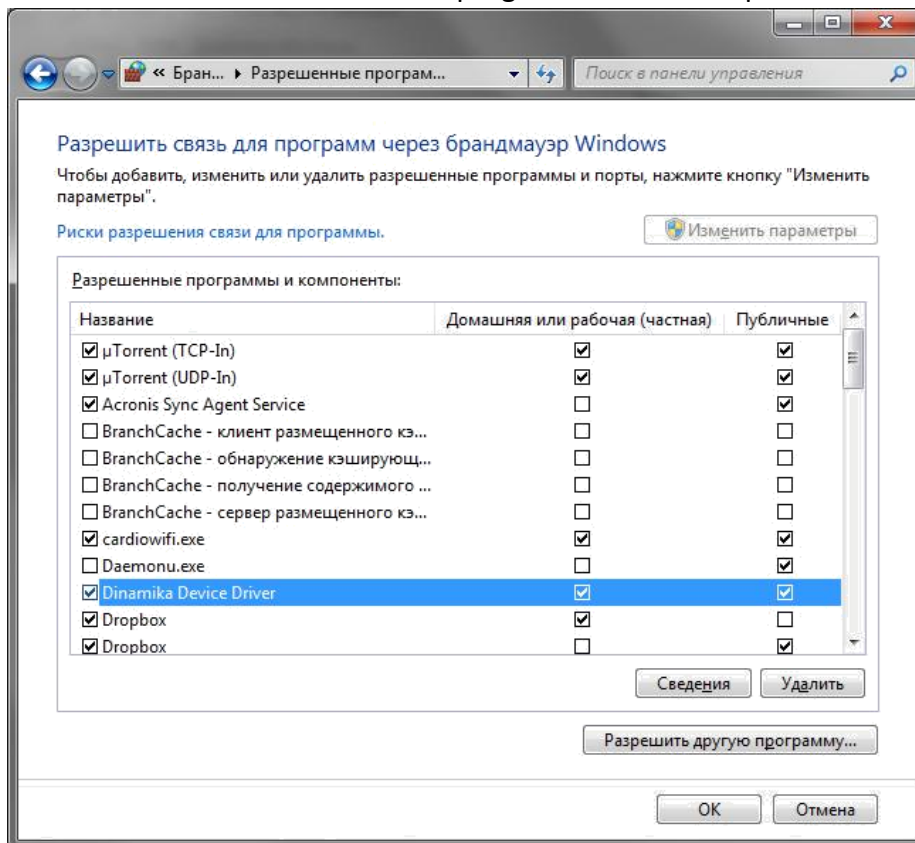 « Бран... Разрешенные програм... Поиск в панели управления
Разрешить связь для программ через брандмауэр Windows
Чтобы добавить, изменить или удалить разрешенные программы и порты, нажмите кнопку "Изменить
параметры".
Риски разрешения связи для программы. Изменить параметры
Разрешенные программы и компоненты:
Название Домашняя или рабочая (частная) Публичные
µTorrent (TCP-In)
µTorrent (UDP-In)
Acronis Sync Agent Service
BranchCache - клиент размещенного кэ...
BranchCache - обнаружение кэширующ...
BranchCache - получение содержимого ...
BranchCache - сервер размещенного кэ...
cardiowifi.exe
Daemonu.exe
Dinamika Device Driver
Dropbox
Dropbox
Сведения Удалить
Разрешить другую программу...
ОК Отмена